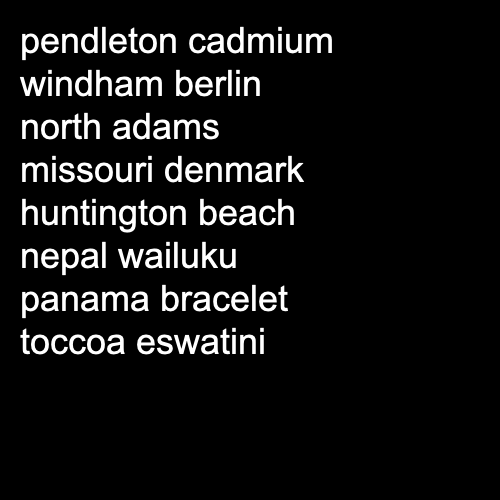 pendleton cadmium
windham berlin
north adams
missouri denmark
huntington beach
nepal wailuku
panama bracelet
toccoa eswatini